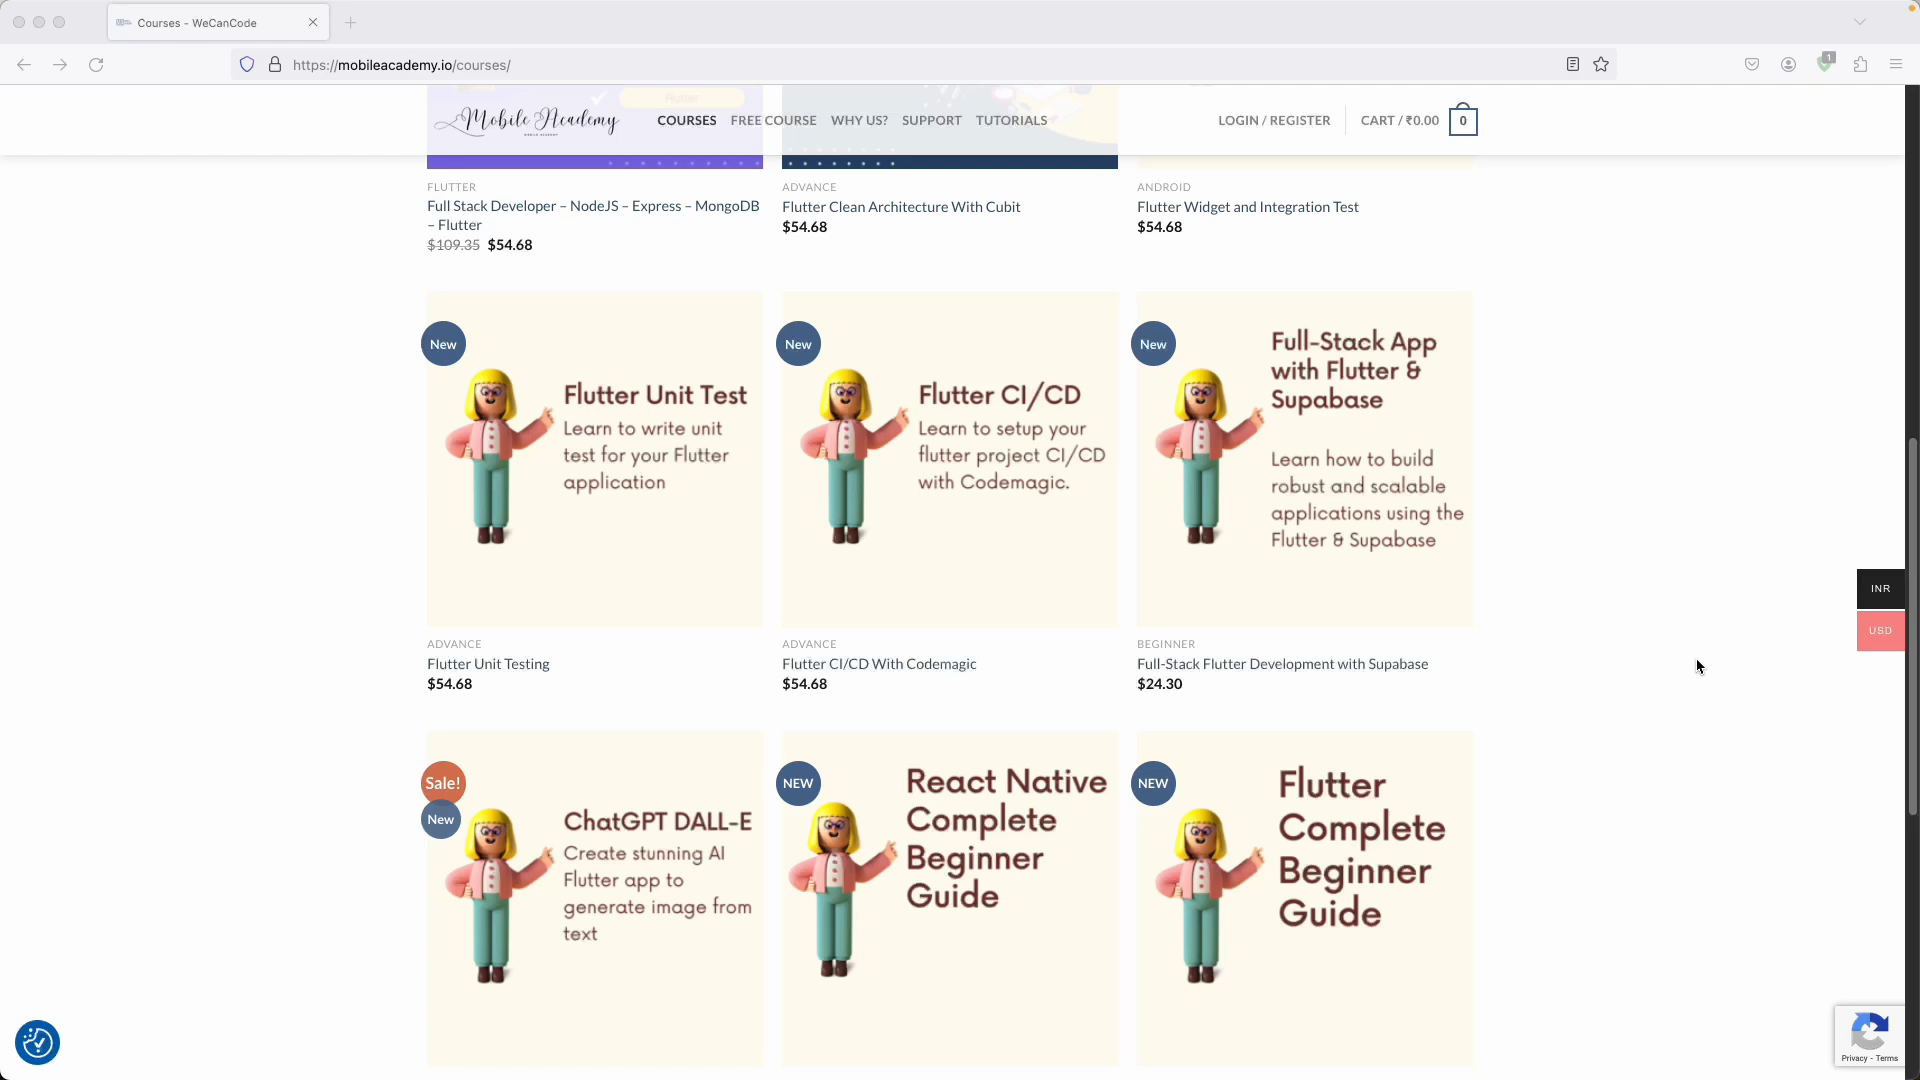 Courses - WeCanCode
https://mobileacademy.io/courses/
1
Flutter
Mobile Academy
MOBILE ACADEMY
COURSES FREE COURSE WHY US? SUPPORT TUTORIALS
LOGIN / REGISTER CART / ₹0.00 0
FLUTTER
Full Stack Developer – NodeJS – Express – MongoDB
– Flutter
$109.35 $54.68
ADVANCE
Flutter Clean Architecture With Cubit
$54.68
ANDROID
Flutter Widget and Integration Test
$54.68
New
Flutter Unit Test
Learn to write unit
test for your Flutter
application
ADVANCE
Flutter Unit Testing
$54.68
New
Flutter CI/CD
Learn to setup your
flutter project CI/CD
with Codemagic.
ADVANCE
Flutter CI/CD With Codemagic
$54.68
New
Full-Stack App
with Flutter &
Supabase
Learn how to build
robust and scalable
applications using the
Flutter & Supabase
BEGINNER
Full-Stack Flutter Development with Supabase
$24.30
INR
USD
Sale!
New
ChatGPT DALL-E
Create stunning AI
Flutter app to
generate image from
text
NEW
React Native
Complete
Beginner
Guide
NEW
Flutter
Complete
Beginner
Guide
Privacy - Terms